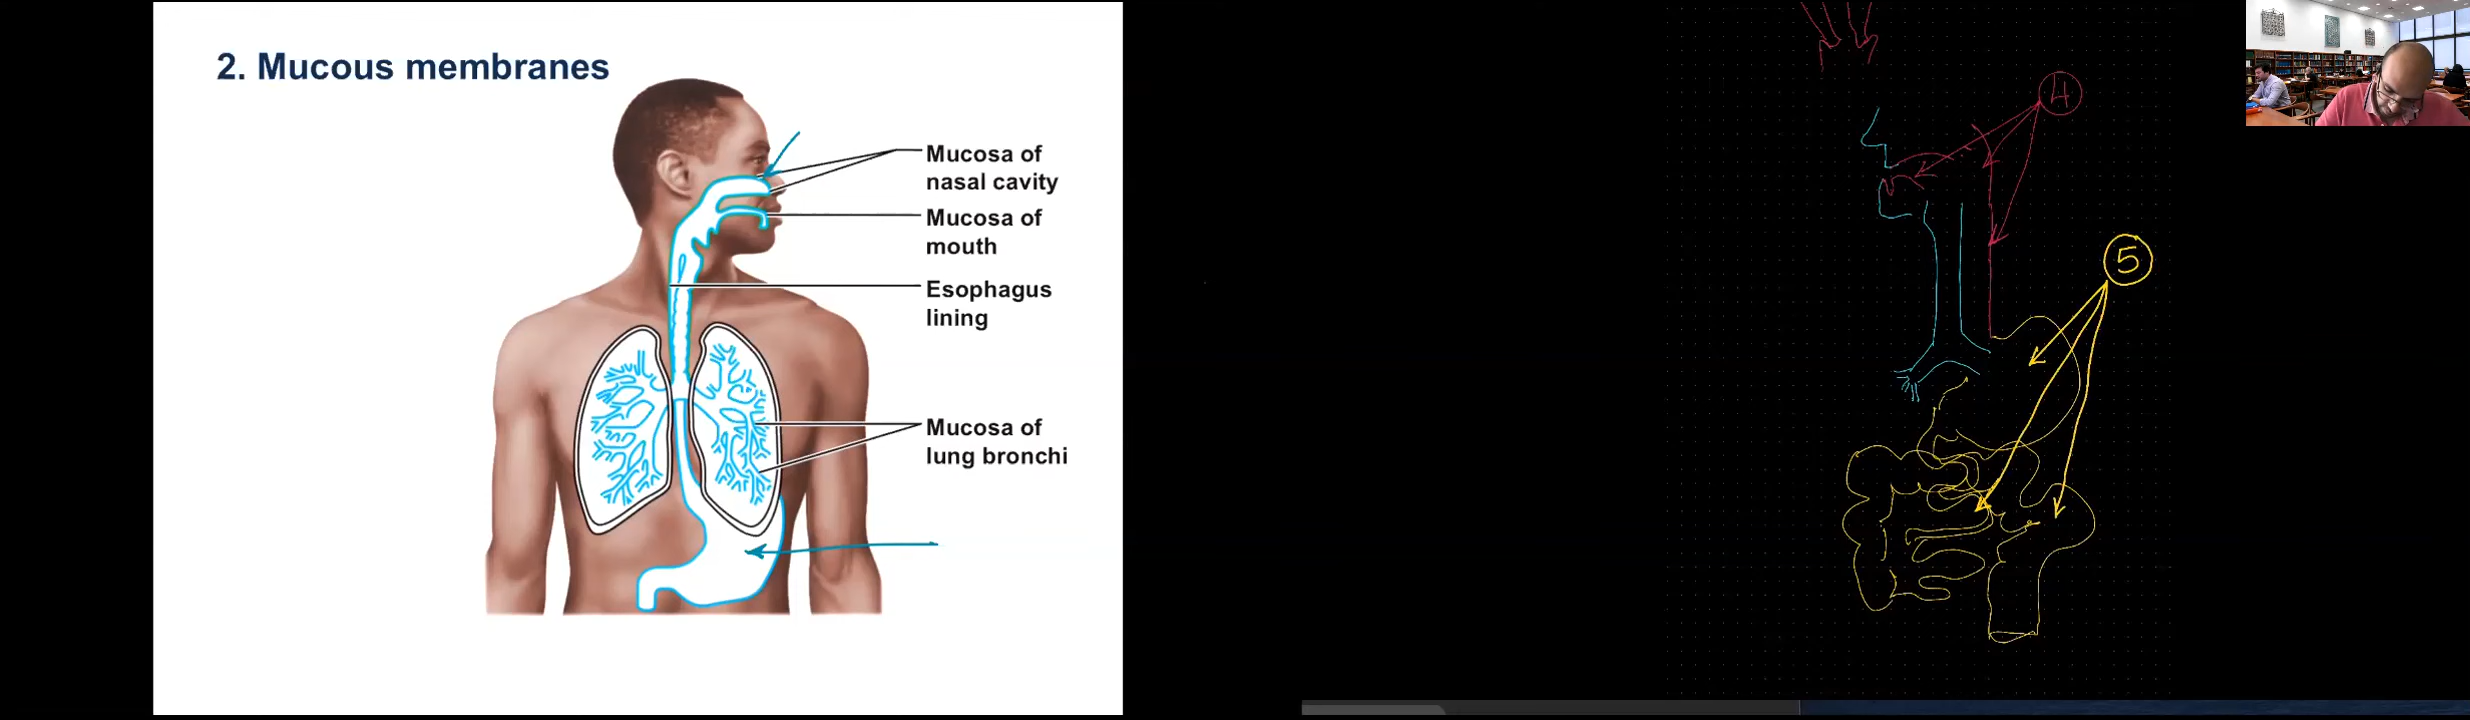 2. Mucous membranes
Mucosa of
nasal cavity
Mucosa of
mouth
Esophagus
lining
Mucosa of
lung bronchi
4
5